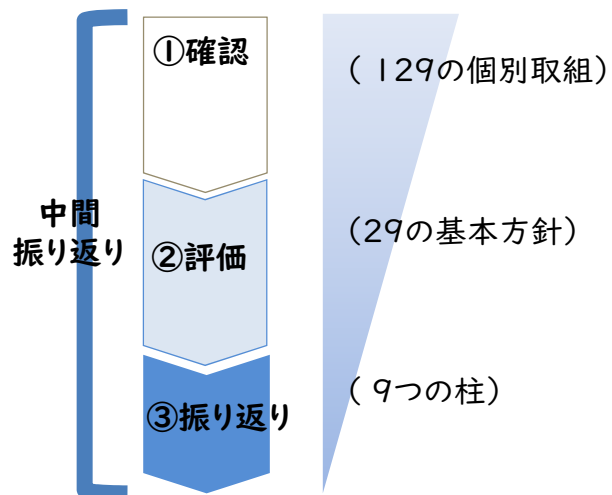 ①確認
(129の個別取組)
中間
振り返り
②評価
(29の基本方針)
③振り返り
(9つの柱)